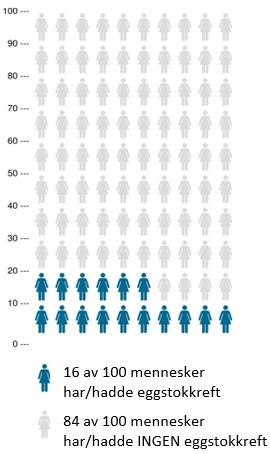 100 ---
90 ---
80 ---
70 ---
60 ---
50 ---
40 ---
30 ---
20 ---
10 ---
0 ---
16 av 100 mennesker
har/hadde eggstokkreft
84 av 100 mennesker
har/hadde INGEN eggstokkreft